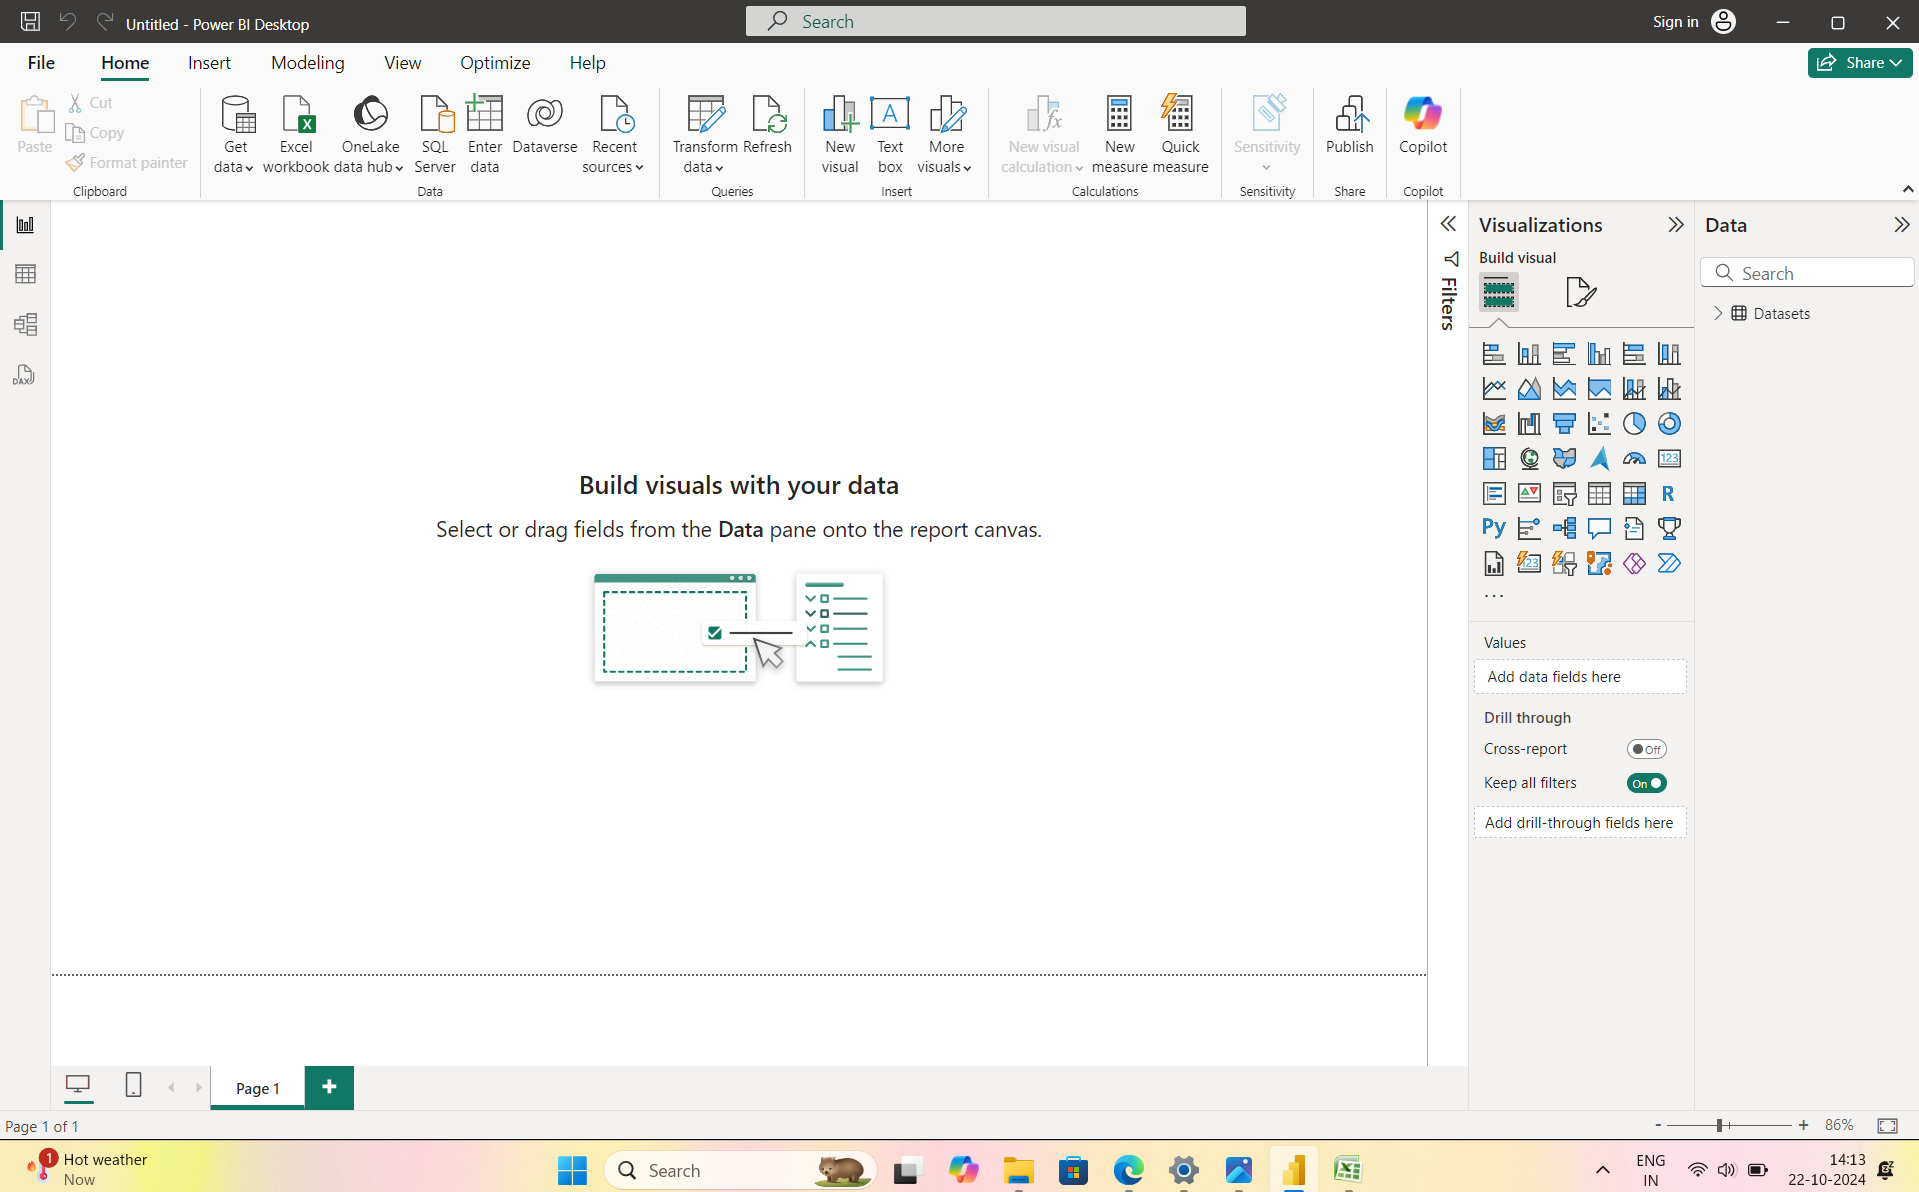 Untitled - Power BI Desktop
Search
Sign in
File
Home
Insert
Modeling
View
Optimize
Help
Share
Paste
Cut
Copy
Format painter
Clipboard
Get
data
Excel
workbook
OneLake
data hub
SQL
Server
Enter
data
Dataverse
Recent
sources
Data
Transform
data
Refresh
Queries
New
visual
A
Text
box
More
visuals
Insert
fx
New visual
calculation
New
measure
Quick
measure
Calculations
Sensitivity
Sensitivity
Publish
Share
Copilot
Copilot
DAX
Build visuals with your data
Select or drag fields from the Data pane onto the report canvas.
Filters
Visualizations
Build visual
123
R
Py
123
...
Values
Add data fields here
Drill through
Cross-report
Off
Keep all filters
On
Add drill-through fields here
Data
Search
Datasets
Page 1
+
Page 1 of 1
-
+
86%
1
Hot weather
Now
Search
ENG
IN
14:13
22-10-2024